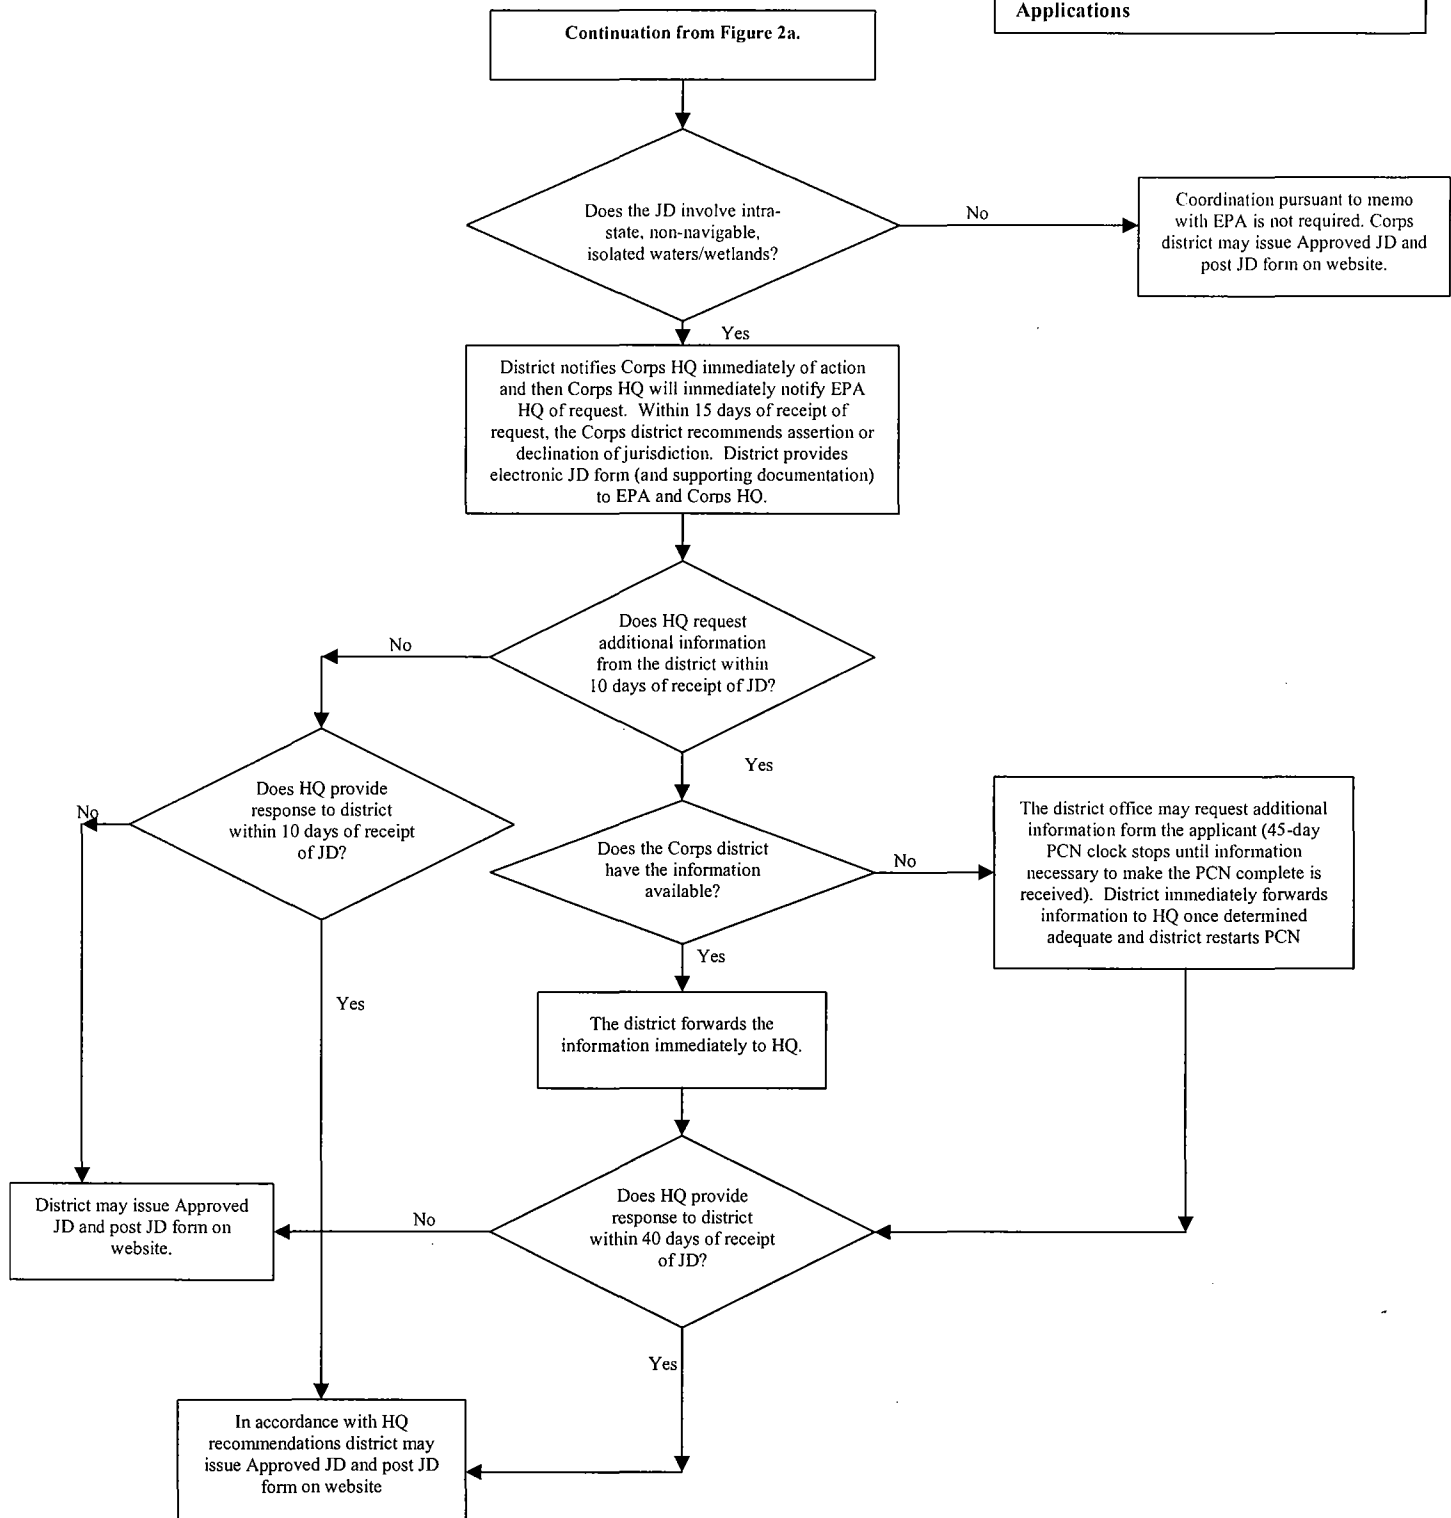 Applications
Continuation from Figure 2a.
Does the JD involve intra-
state, non-navigable,
isolated waters/wetlands?
No
Coordination pursuant to memo
with EPA is not required. Corps
district may issue Approved JD and
post JD form on website.
Yes
District notifies Corps HQ immediately of action
and then Corps HQ will immediately notify EPA
HQ of request. Within 15 days of receipt of
request, the Corps district recommends assertion or
declination of jurisdiction. District provides
electronic JD form (and supporting documentation)
to EPA and Corps HQ.
Does HQ request
additional information
from the district within
10 days of receipt of JD?
No
Yes
Does HQ provide
response to district
within 10 days of receipt
of JD?
No
Yes
Does the Corps district
have the information
available?
No
The district office may request additional
information form the applicant (45-day
PCN clock stops until information
necessary to make the PCN complete is
received). District immediately forwards
information to HQ once determined
adequate and district restarts PCN
Yes
The district forwards the
information immediately to HQ.
Does HQ provide
response to district
within 40 days of receipt
of JD?
No
District may issue Approved
JD and post JD form on
website.
Yes
In accordance with HQ
recommendations district may
issue Approved JD and post JD
form on website